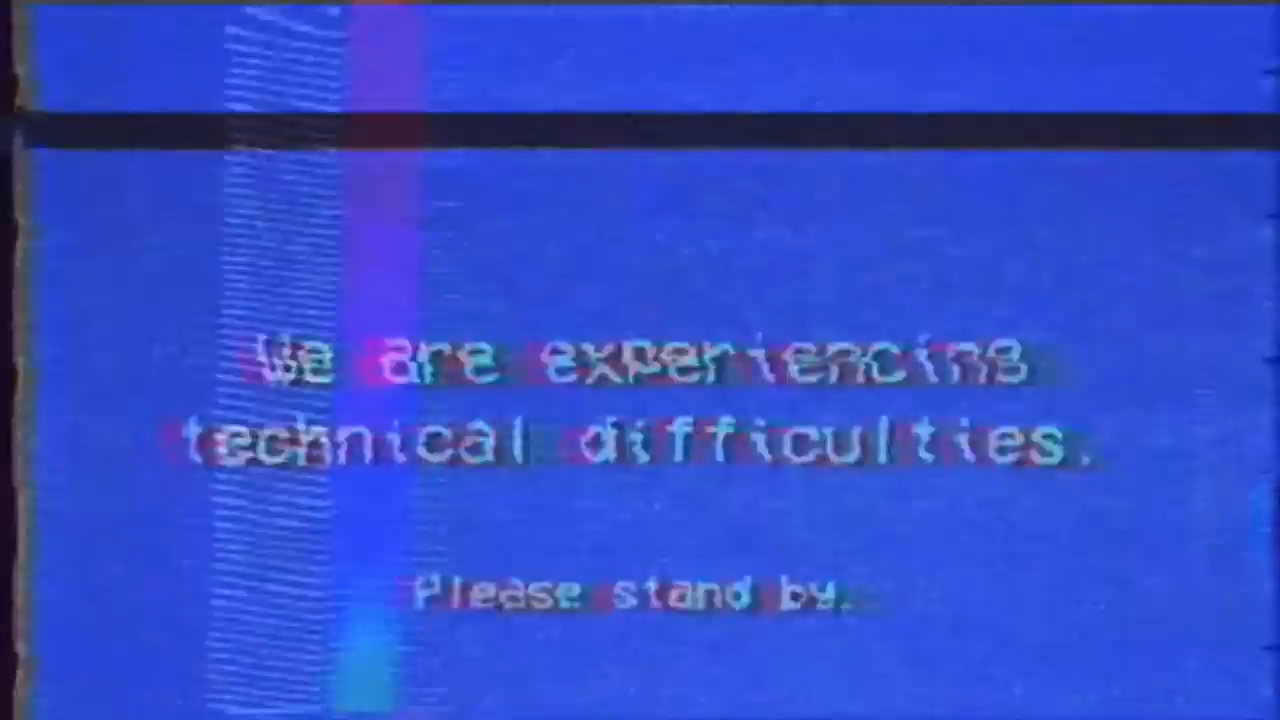 We are experiencing
technical difficulties.
Please stand by.